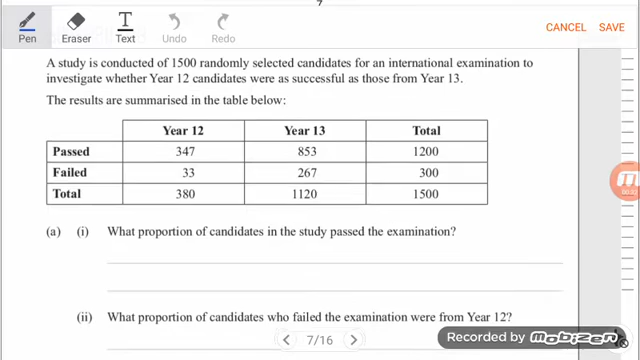 CANCEL SAVE
Pen Eraser Text Undo Redo
A study is conducted of 1500 randomly selected candidates for an international examination to
investigate whether Year 12 candidates were as successful as those from Year 13.
The results are summarised in the table below:
Year 12 Year 13 Total
Passed 347 853 1200
Failed 33 267 300
Total 380 1120 1500
(a) (i) What proportion of candidates in the study passed the examination?
(ii) What proportion of candidates who failed the examination were from Year 12?
7/16
Recorded by Mobizen